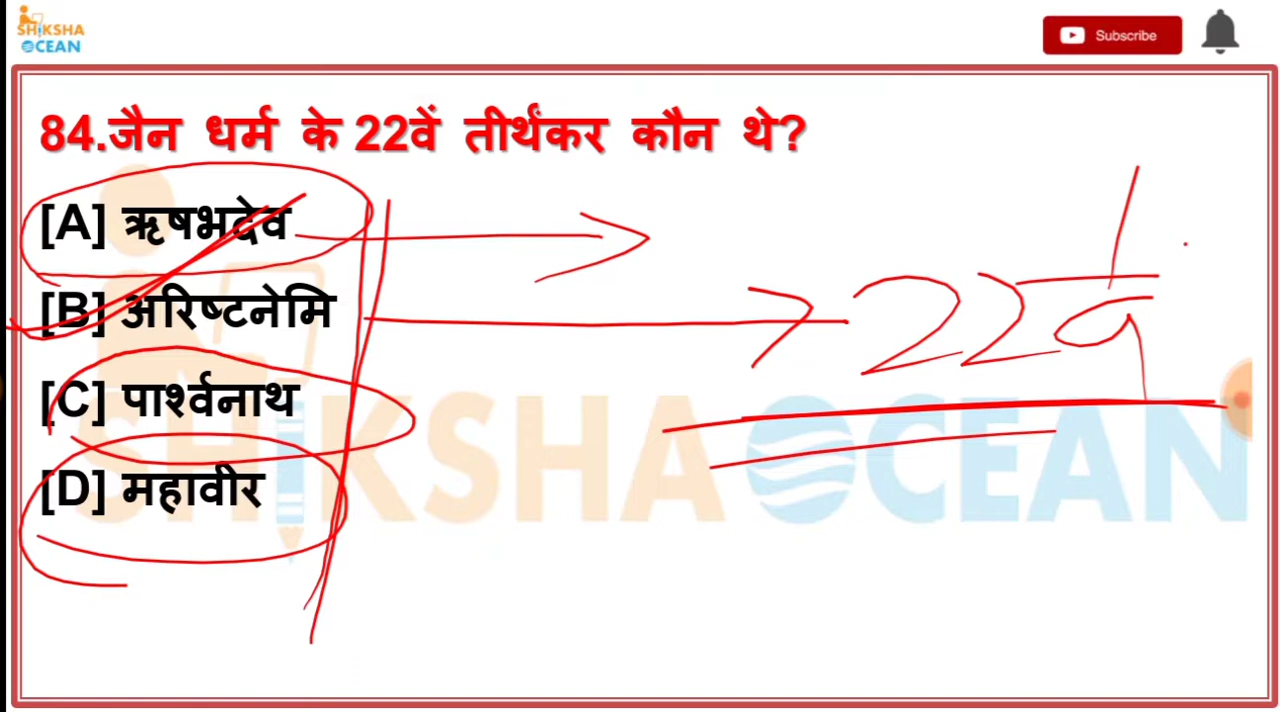 SHIKSHA
OCEAN
Subscribe
84.जैन धर्म के 22वें तीर्थंकर कौन थे?
[A] ऋषभदेव
[B] अरिष्टनेमि
[C] पार्श्वनाथ
[D] महावीर
22वा
SHIKSHA OCEAN